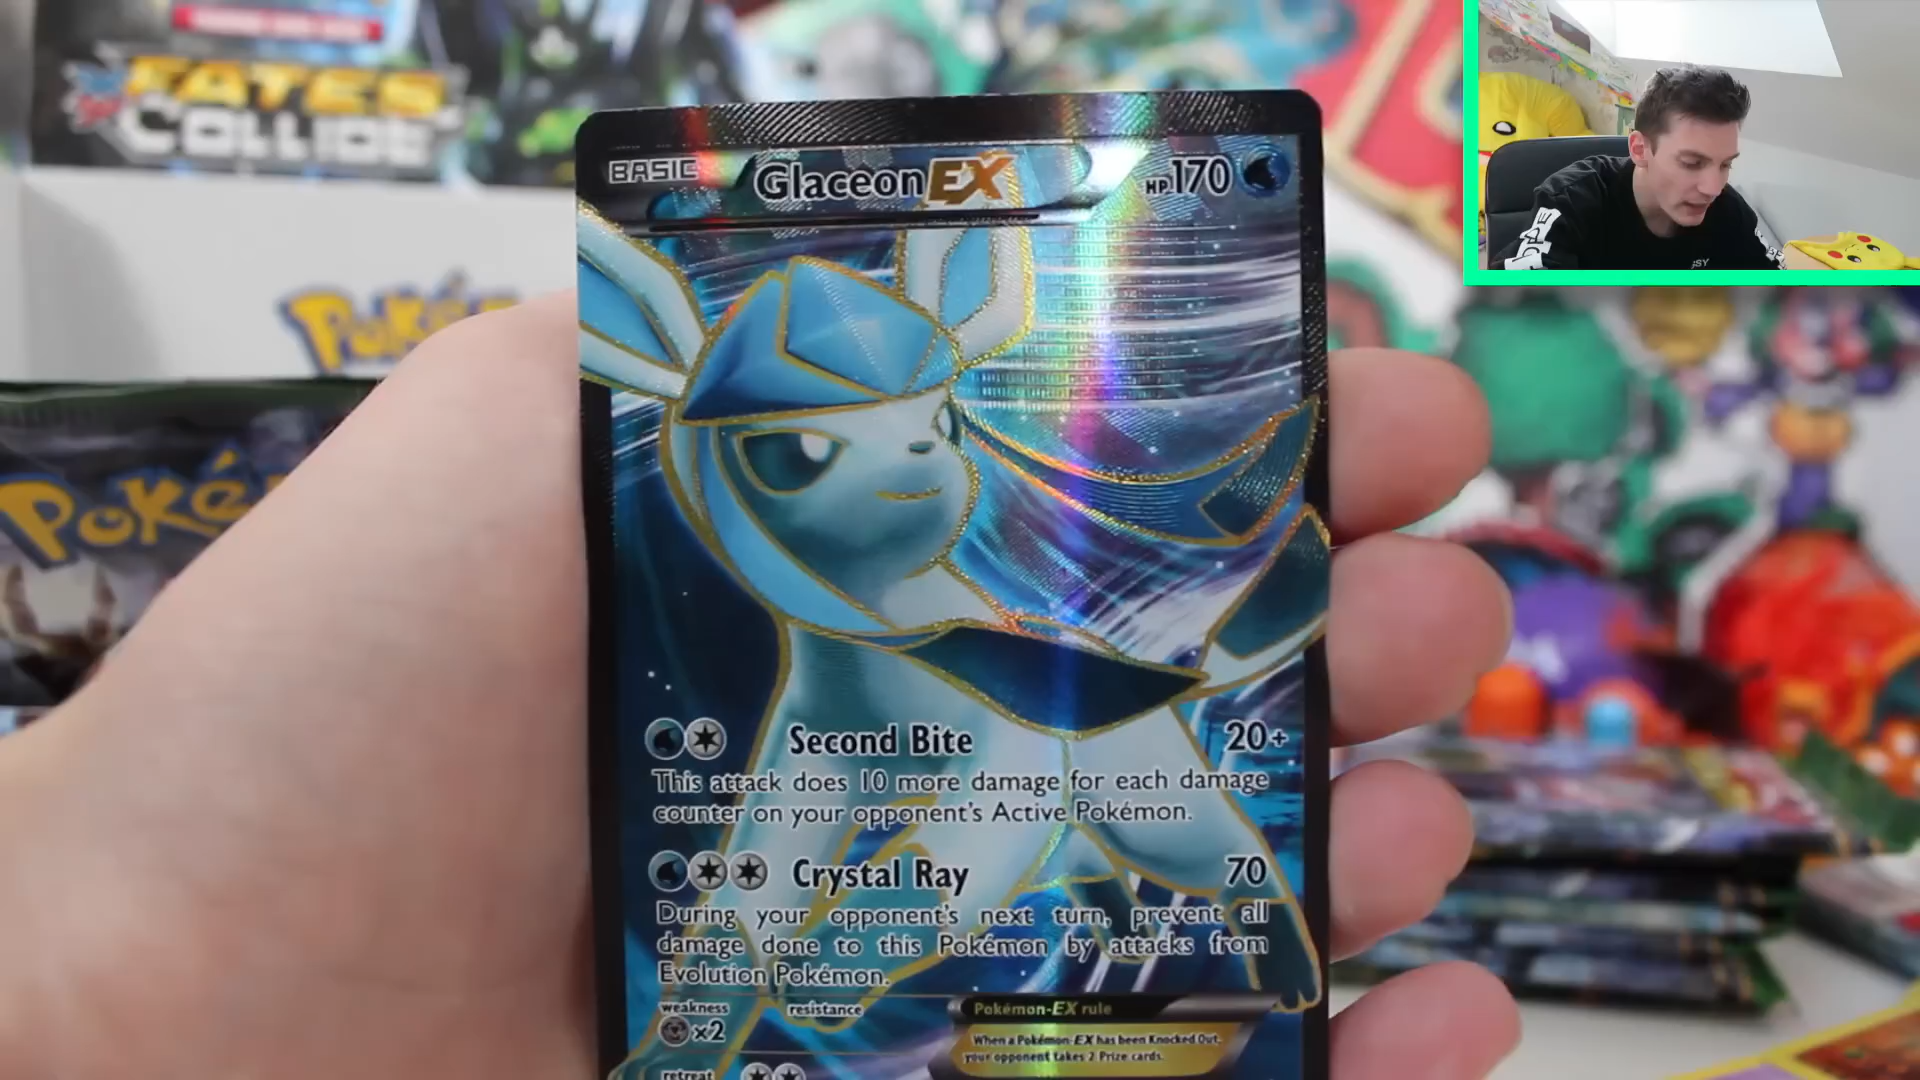 FATES
COLLIDE
BASIC
Glaceon EX
HP170
Poké
Poké
Second Bite 20+
This attack does 10 more damage for each damage
counter on your opponent's Active Pokémon.
Crystal Ray 70
During your opponent's next turn, prevent all
damage done to this Pokémon by attacks from
Evolution Pokémon.
weakness resistance
x2
Pokémon-EX rule
When a Pokémon-EX has been Knocked Out,
your opponent takes 2 Prize cards.
retreat